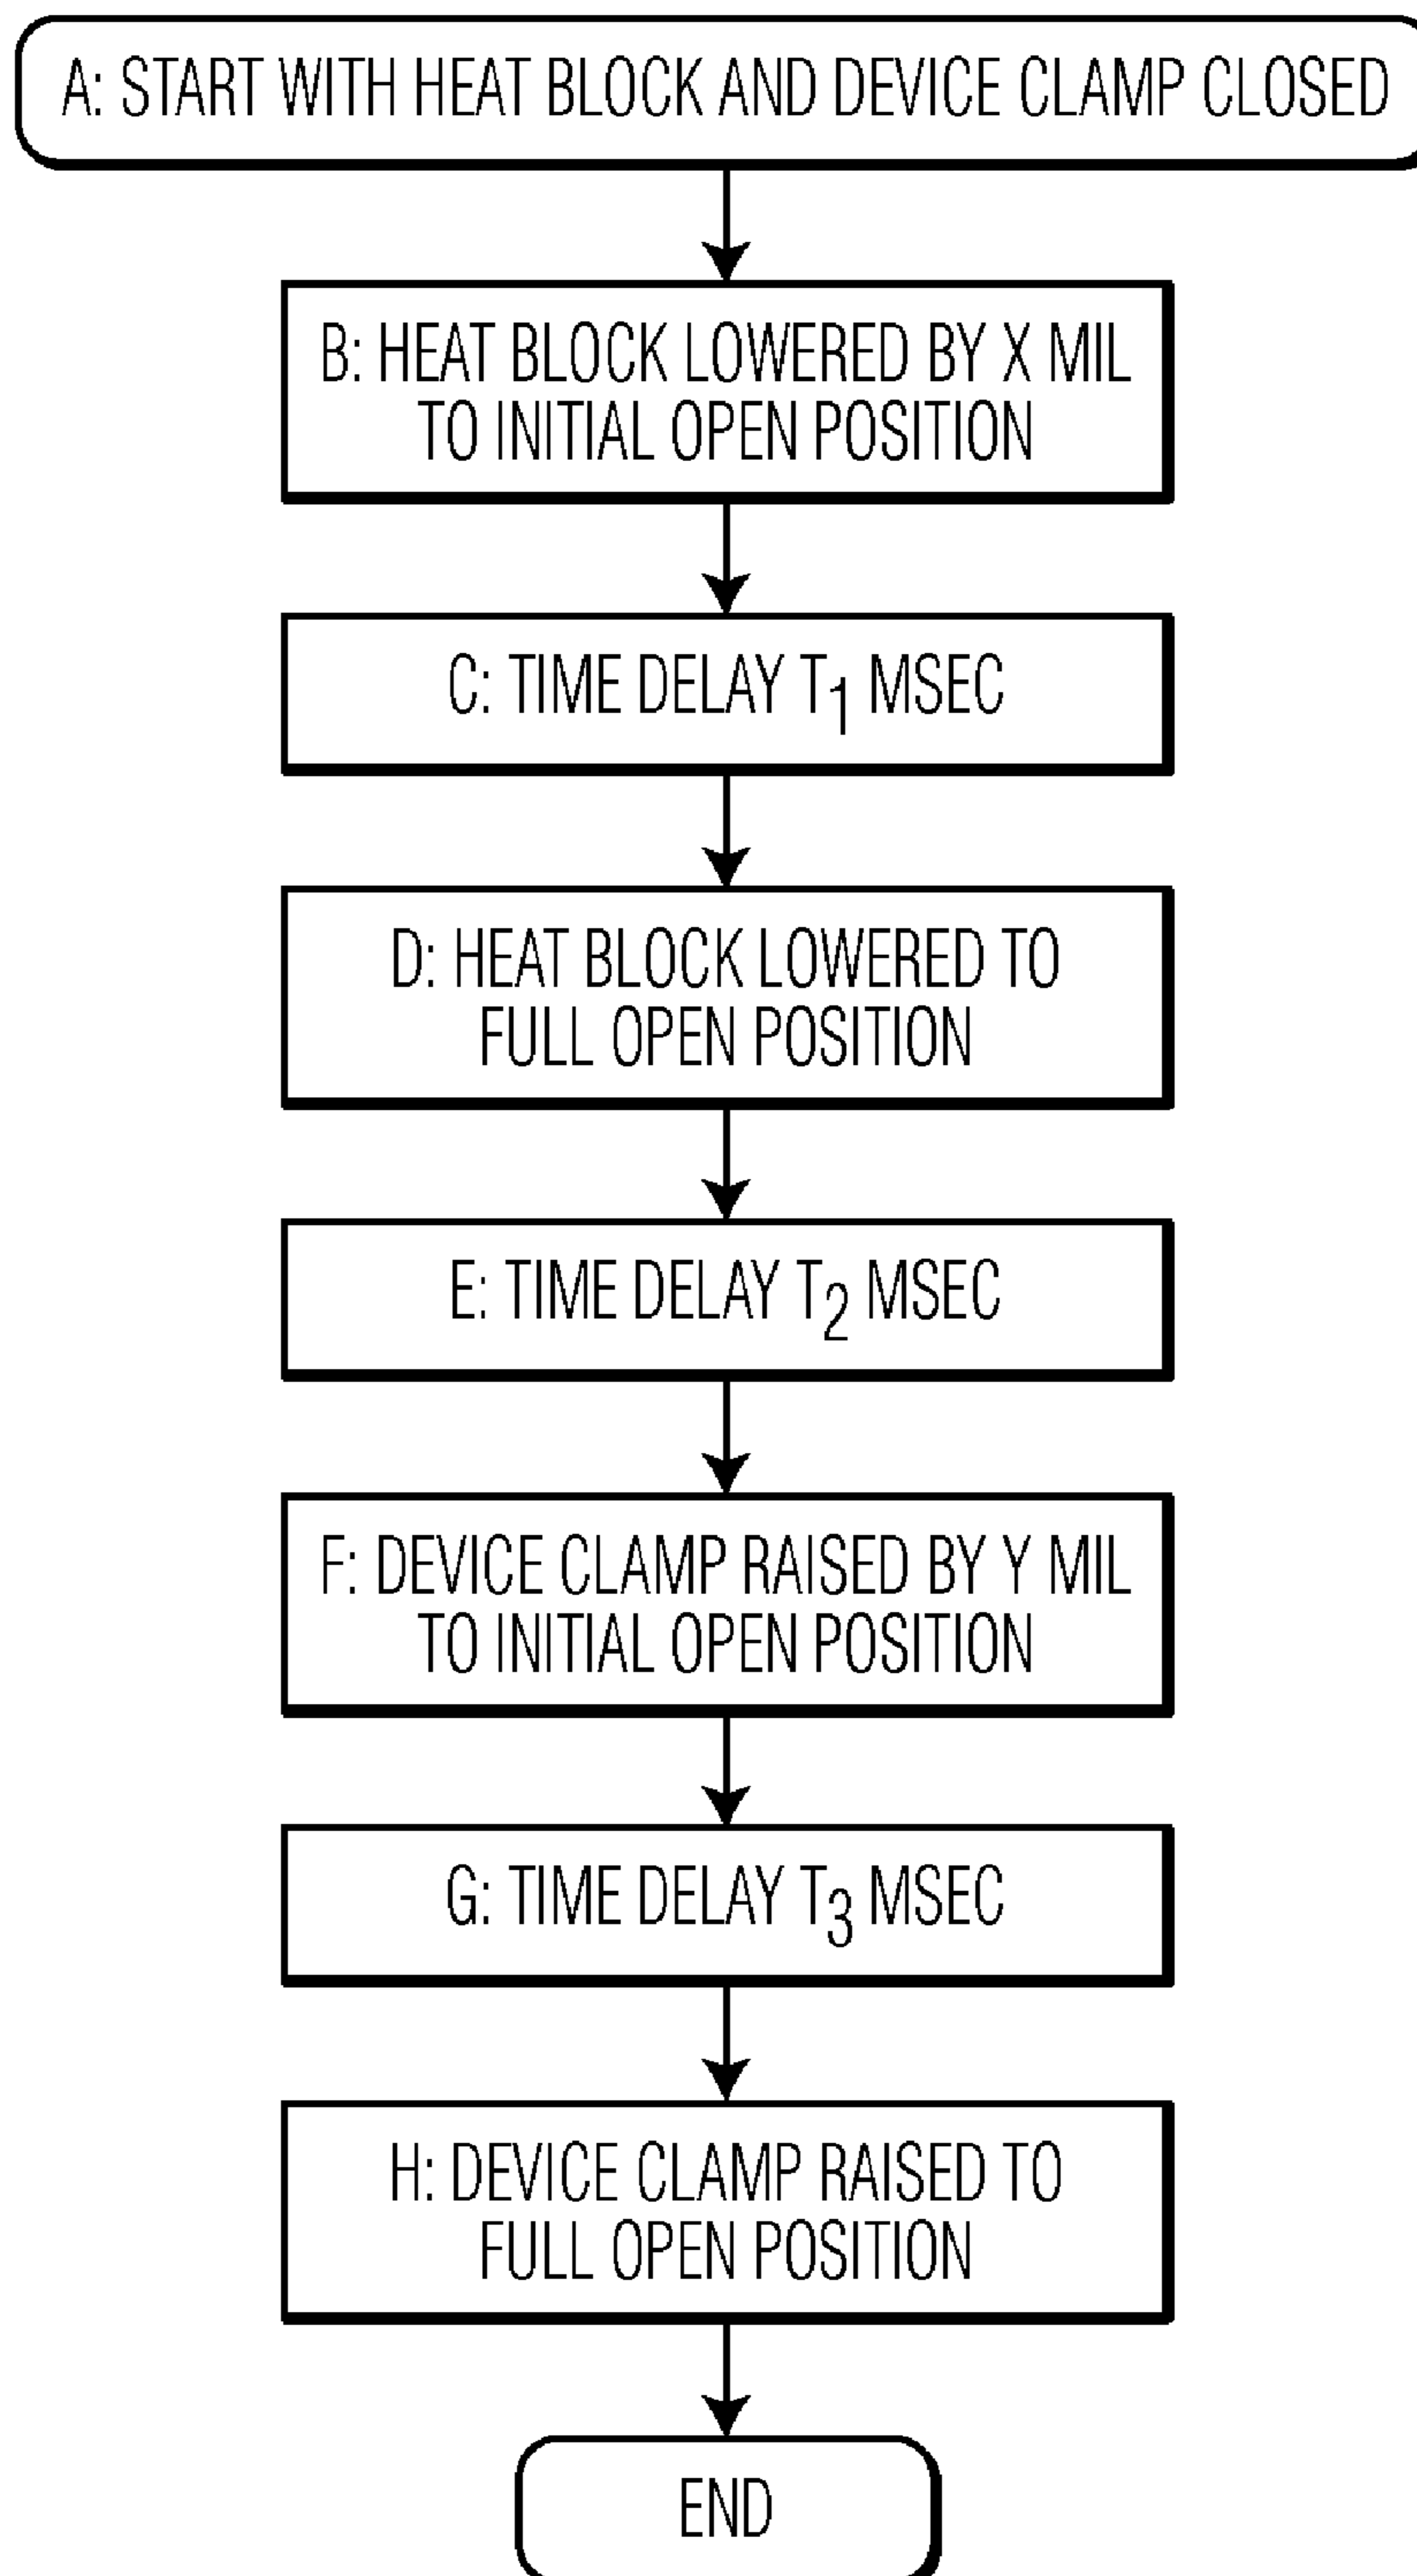 A: START WITH HEAT BLOCK AND DEVICE CLAMP CLOSED
B: HEAT BLOCK LOWERED BY X MIL
TO INITIAL OPEN POSITION
C: TIME DELAY T1 MSEC
D: HEAT BLOCK LOWERED TO
FULL OPEN POSITION
E: TIME DELAY T2 MSEC
F: DEVICE CLAMP RAISED BY Y MIL
TO INITIAL OPEN POSITION
G: TIME DELAY T3 MSEC
H: DEVICE CLAMP RAISED TO
FULL OPEN POSITION
END